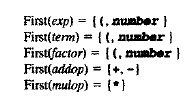 First(exp) = { (, number }
First(term) = { (, number }
First(factor) = { (, number }
First(addop) = {+, -}
First(mulop) = {*}